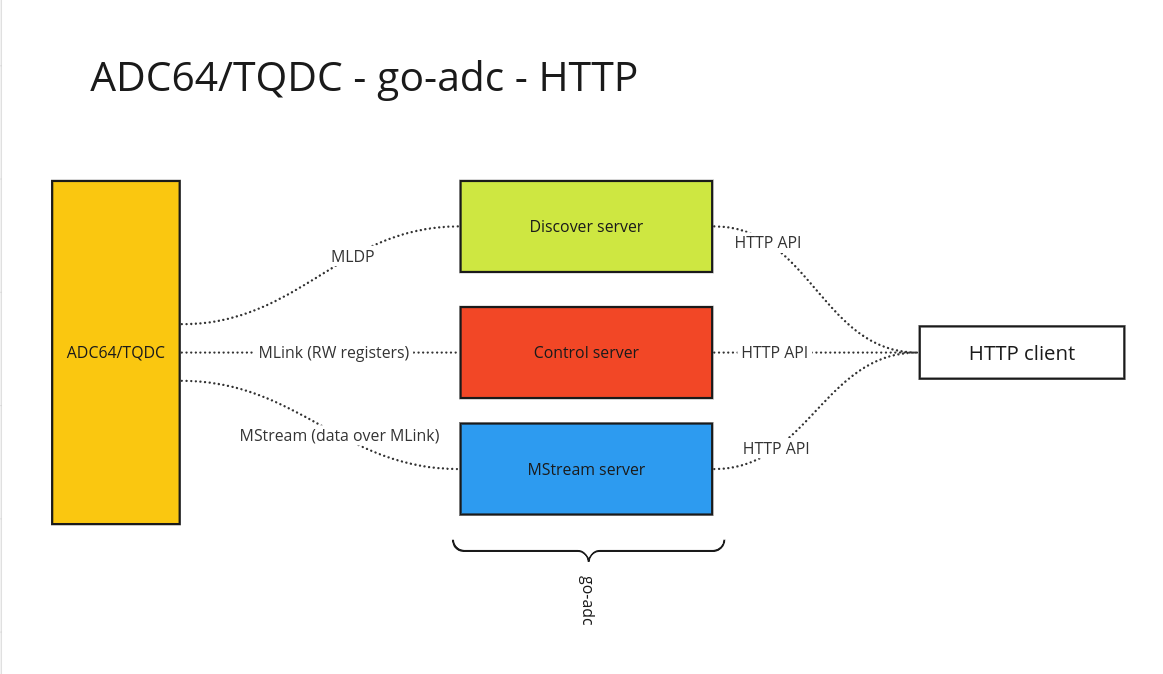 ADC64/TQDC - go-adc - HTTP
Discover server
HTTP API
MLDP
ADC64/TQDC
MLink (RW registers)
Control server
HTTP API
HTTP client
MStream (data over MLink)
HTTP API
MStream server
go-adc